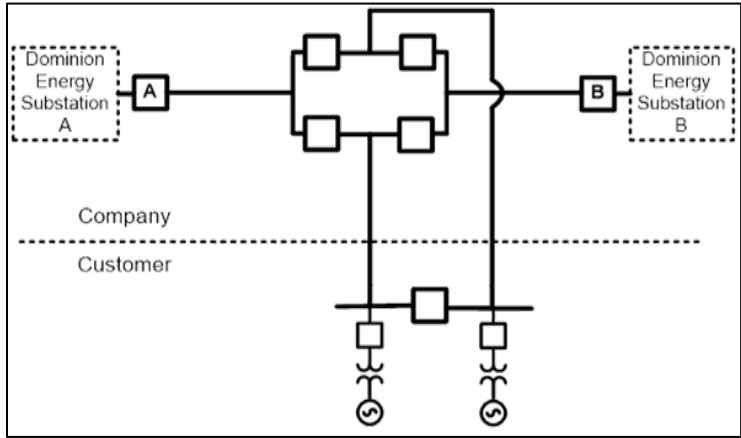 Dominion
Energy
Substation
A
A
B
Dominion
Energy
Substation
B
Company
Customer
S
S